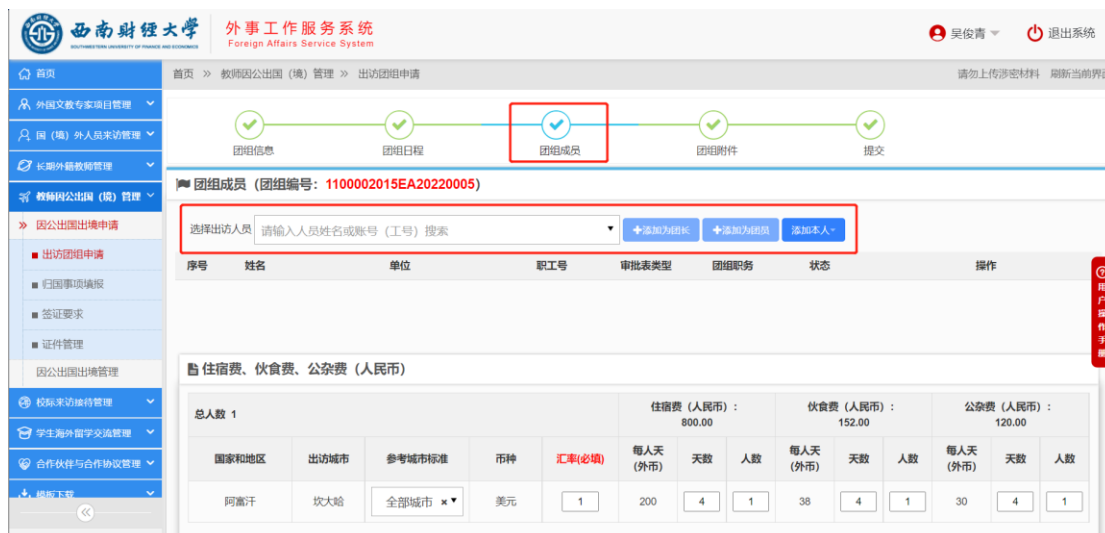 西南财经大学
SOUTHWESTERN UNIVERSITY OF FINANCE AND ECONOMICS
外事工作服务系统
Foreign Affairs Service System
吴俊青
退出系统
首页
外国文教专家项目管理
国（境）外人员来访管理
长期外籍教师管理
教师因公出国（境）管理
因公出国出境申请
出访团组申请
归国事项填报
签证要求
证件管理
因公出国出境管理
校际来访接待管理
学生海外留学交流管理
合作伙伴与合作协议管理
模板下载
首页 » 教师因公出国（境）管理 » 出访团组申请
请勿上传涉密材料 刷新当前界
团组信息 团组日程 团组成员 团组附件 提交
团组成员（团组编号：1100002015EA20220005）
选择出访人员 请输入人员姓名或账号（工号）搜索 +添加为团长 +添加为团员 添加本人
序号 姓名 单位 职工号 审批表类型 团组职务 状态 操作
用户操作手册
住宿费、伙食费、公杂费（人民币）
总人数 1 住宿费（人民币）: 伙食费（人民币）: 公杂费（人民币）:
800.00 152.00 120.00
国家和地区 出访城市 参考城市标准 币种 汇率(必填) 每人天(外币) 天数 人数 每人天(外币) 天数 人数 每人天(外币) 天数 人数
阿富汗 坎大哈 全部城市 × 美元 1 200 4 1 38 4 1 30 4 1